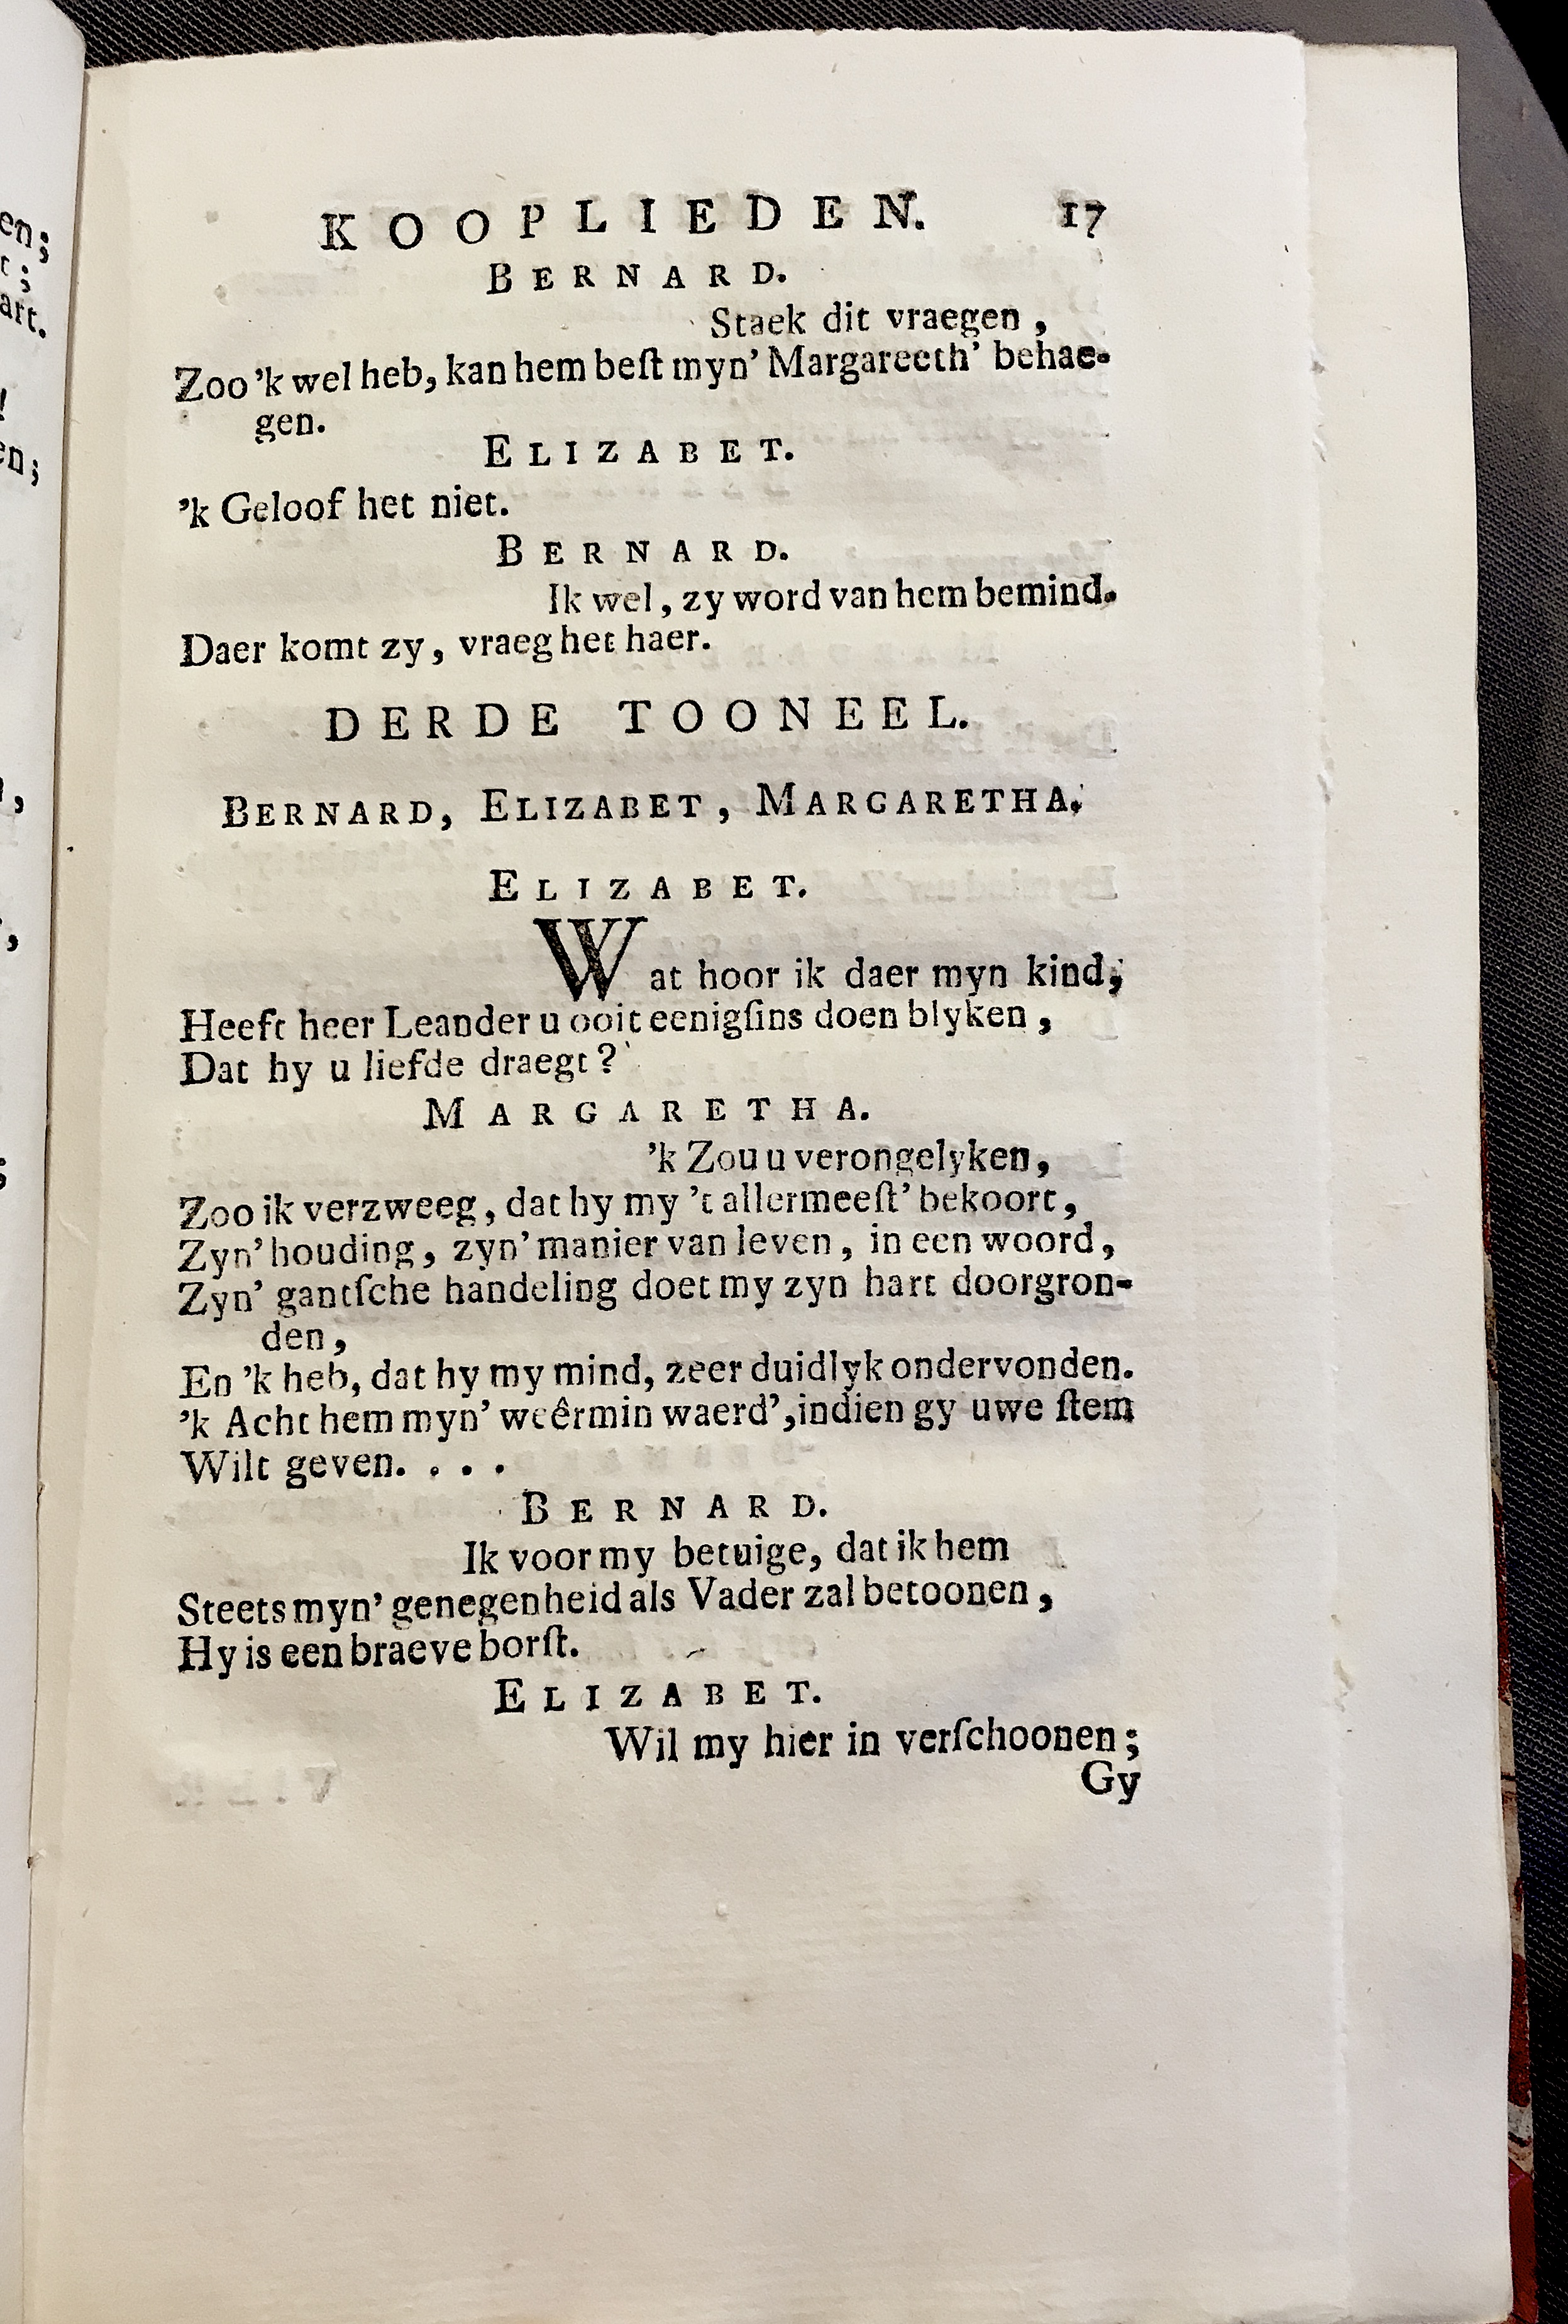 KOOPLIEDEN. 17
BERNARD.
Staek dit vraegen,
Zoo 'k wel heb, kan hem beſt myn' Margareeth' behae-
gen.
ELIZABET.
'k Geloof het niet.
BERNARD.
Ik wel, zy word van hem bemind.
Daer komt zy, vraeg het haer.
DERDE TOONEEL.
BERNARD, ELIZABET, MARGARETHA.
ELIZABET.
Wat hoor ik daer myn kind,
Heeft heer Leander u ooit eenigſins doen blyken,
Dat hy u liefde draegt?
MARGARETHA.
'k Zou u verongelyken,
Zoo ik verzweeg, dat hy my 't allermeeſt' bekoort,
Zyn' houding, zyn' manier van leven, in een woord,
Zyn' gantſche handeling doet my zyn hart doorgron-
den,
En 'k heb, dat hy my mind, zeer duidlyk ondervonden.
'k Acht hem myn' weêrmin waerd', indien gy uwe ſtem
Wilt geven. . . .
BERNARD.
Ik voor my betuige, dat ik hem
Steets myn' genegenheid als Vader zal betoonen,
Hy is een braeve borſt.
ELIZABET.
Wil my hier in verſchoonen;
Gy